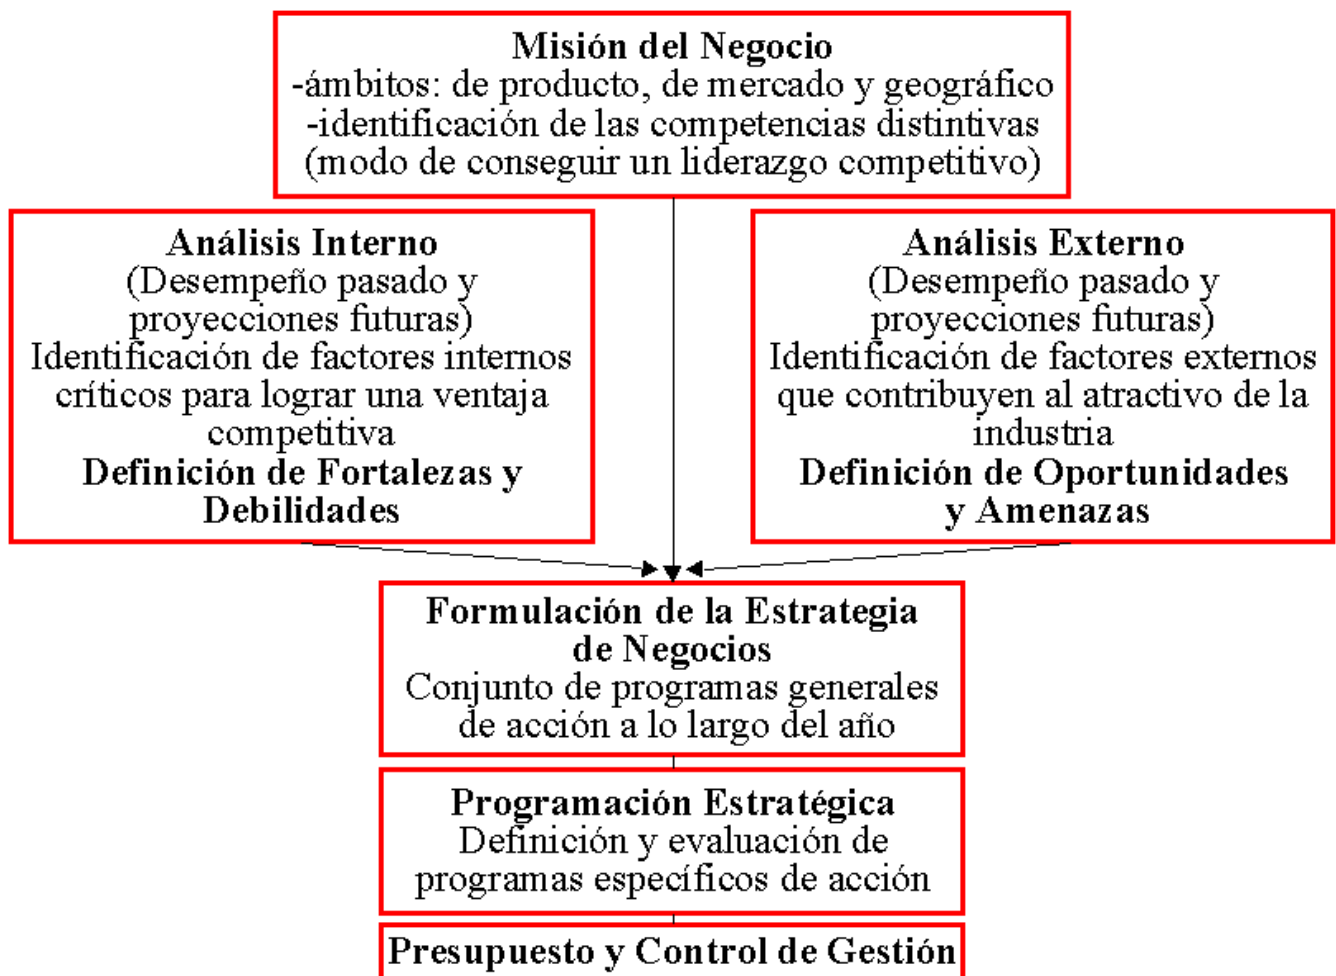 Misión del Negocio
-ámbitos: de producto, de mercado y geográfico
-identificación de las competencias distintivas
(modo de conseguir un liderazgo competitivo)
Análisis Interno
(Desempeño pasado y
proyecciones futuras)
Identificación de factores internos
críticos para lograr una ventaja
competitiva
Definición de Fortalezas y
Debilidades
Análisis Externo
(Desempeño pasado y
proyecciones futuras)
Identificación de factores externos
que contribuyen al atractivo de la
industria
Definición de Oportunidades
y Amenazas
Formulación de la Estrategia
de Negocios
Conjunto de programas generales
de acción a lo largo del año
Programación Estratégica
Definición y evaluación de
programas específicos de acción
Presupuesto y Control de Gestión